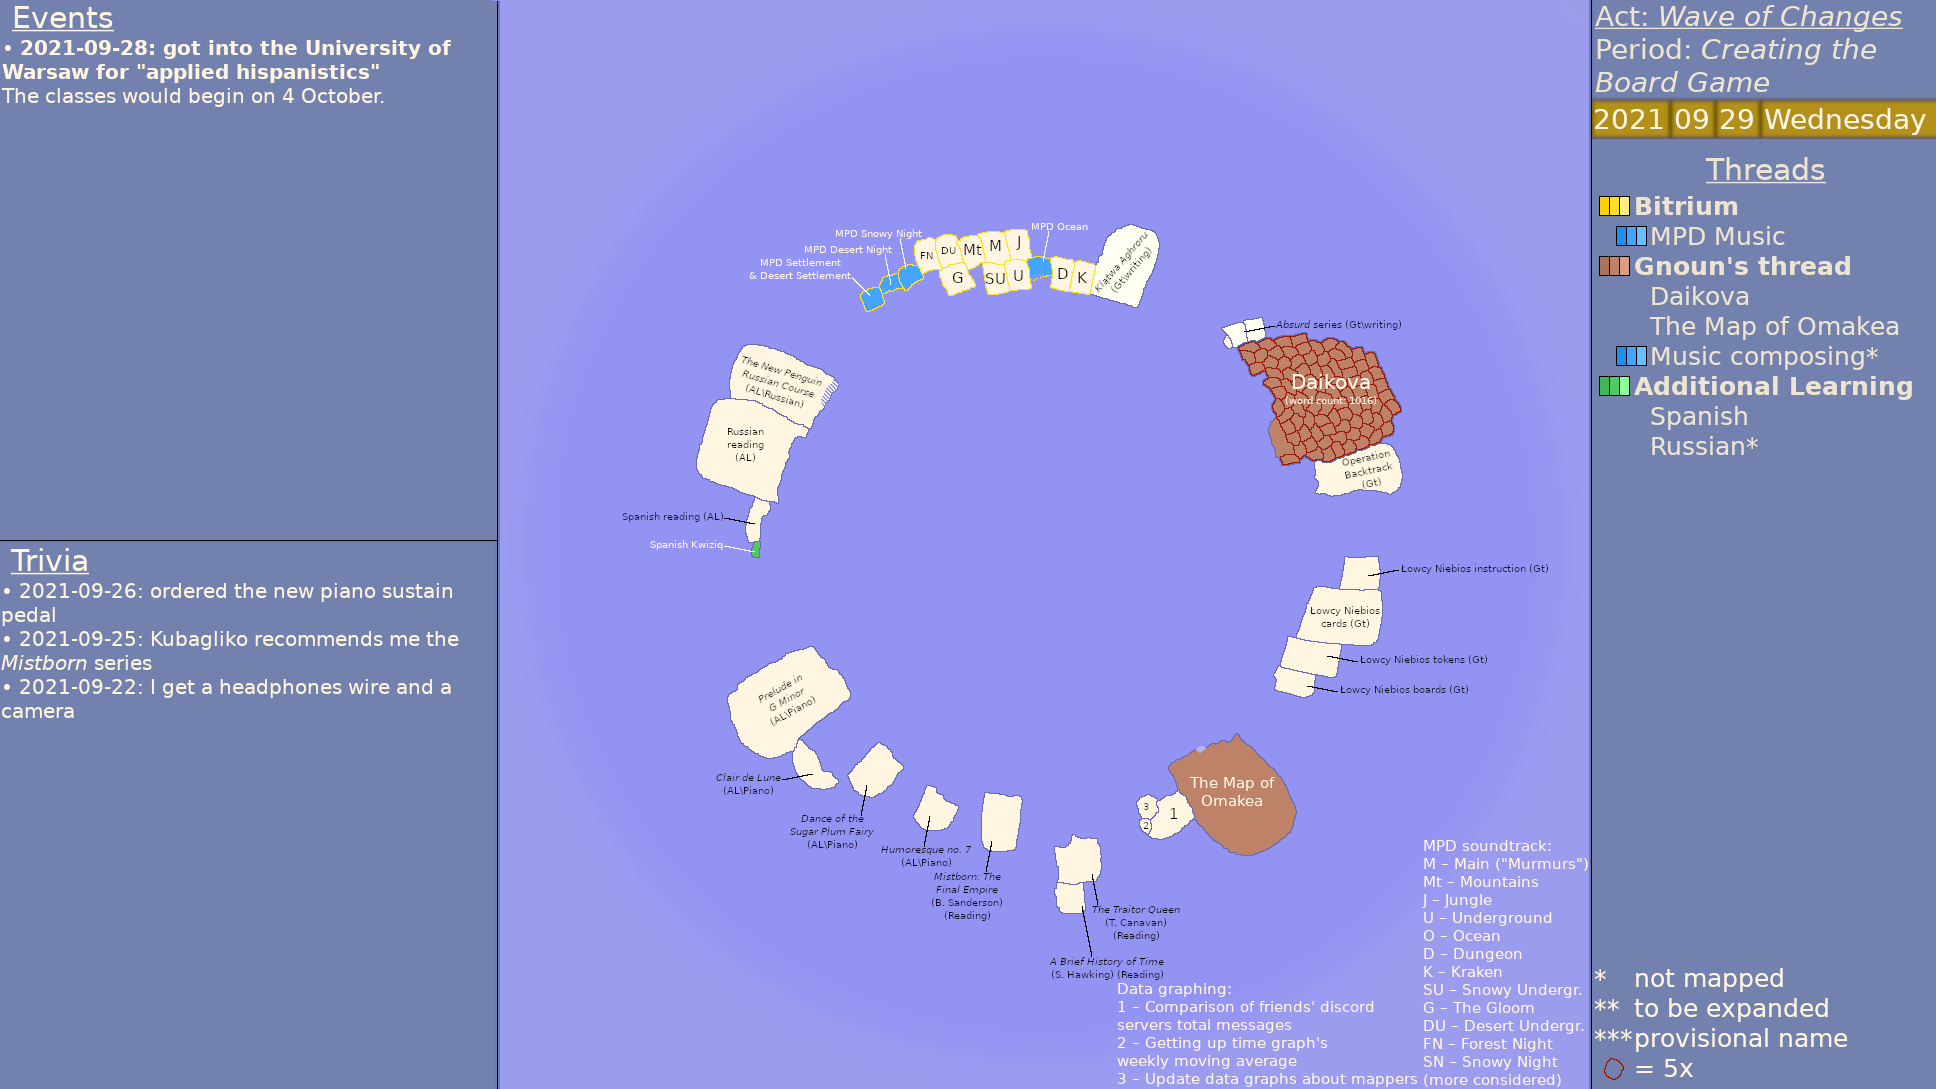 Events
• 2021-09-28: got into the University of
Warsaw for "applied hispanistics"
The classes would begin on 4 October.
Trivia
• 2021-09-26: ordered the new piano sustain
pedal
• 2021-09-25: Kubagliko recommends me the
Mistborn series
• 2021-09-22: I get a headphones wire and a
camera
MPD Snowy Night
MPD Desert Night
MPD Settlement
& Desert Settlement
FN
DU
Mt
M
J
MPD Ocean
G
SU
U
D
K
Klątwa Aghroru
(Gt\writing)
Absurd series (Gt\writing)
Daikova
(word count: 1016)
Operation
Backtrack
(Gt)
The New Penguin
Russian Course
(AL\Russian)
Russian
reading
(AL)
Spanish reading (AL)
Spanish Kwiziq
Łowcy Niebios instruction (Gt)
Łowcy Niebios
cards (Gt)
Łowcy Niebios tokens (Gt)
Łowcy Niebios boards (Gt)
Prelude in
G Minor
(AL\Piano)
Clair de Lune
(AL\Piano)
Dance of the
Sugar Plum Fairy
(AL\Piano)
Humoresque no. 7
(AL\Piano)
Mistborn: The
Final Empire
(B. Sanderson)
(Reading)
The Traitor Queen
(T. Canavan)
(Reading)
A Brief History of Time
(S. Hawking) (Reading)
The Map of
Omakea
1
2
3
Data graphing:
1 – Comparison of friends' discord
servers total messages
2 – Getting up time graph's
weekly moving average
3 – Update data graphs about mappers
MPD soundtrack:
M – Main ("Murmurs")
Mt – Mountains
J – Jungle
U – Underground
O – Ocean
D – Dungeon
K – Kraken
SU – Snowy Undergr.
G – The Gloom
DU – Desert Undergr.
FN – Forest Night
SN – Snowy Night
(more considered)
Act: Wave of Changes
Period: Creating the
Board Game
2021 09 29 Wednesday
Threads
Bitrium
MPD Music
Gnoun's thread
Daikova
The Map of Omakea
Music composing*
Additional Learning
Spanish
Russian*
* not mapped
** to be expanded
*** provisional name
= 5x